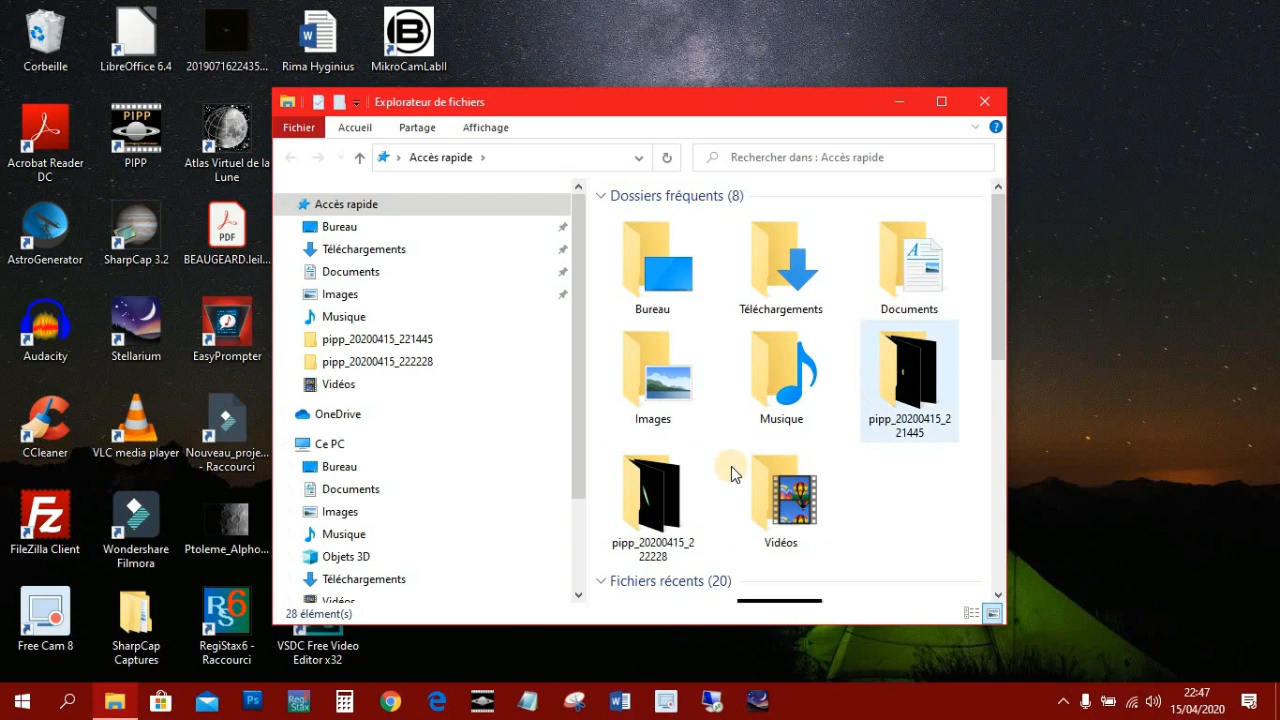 Corbeille
LibreOffice 6.4
2019071622435...
Rima Hyginius
MikroCamLabII
Acrobat Reader
DC
PIPP
PIPP
Atlas Virtuel de la
Lune
AstroGenerator
SharpCap 3.2
PDF
BEAUGEARD.leil...
Audacity
Stellarium
EasyPrompter
CCleaner
VLC media player
Nouveau_proje...
- Raccourci
FileZilla Client
Wondershare
Filmora
Ptoleme_Alpho...
Free Cam 8
SharpCap
Captures
RegiStax6 -
Raccourci
VSDC Free Video
Editor x32
Explorateur de fichiers
Fichier
Accueil
Partage
Affichage
Accès rapide
Rechercher dans : Accès rapide
Accès rapide
Bureau
Téléchargements
Documents
Images
Musique
pipp_20200415_221445
pipp_20200415_222228
Vidéos
OneDrive
Ce PC
Bureau
Documents
Images
Musique
Objets 3D
Téléchargements
Vidéos
28 élément(s)
Dossiers fréquents (8)
Bureau
Téléchargements
Documents
Images
Musique
pipp_20200415_2
21445
pipp_20200415_2
22228
Vidéos
Fichiers récents (20)
22:47
15/04/2020